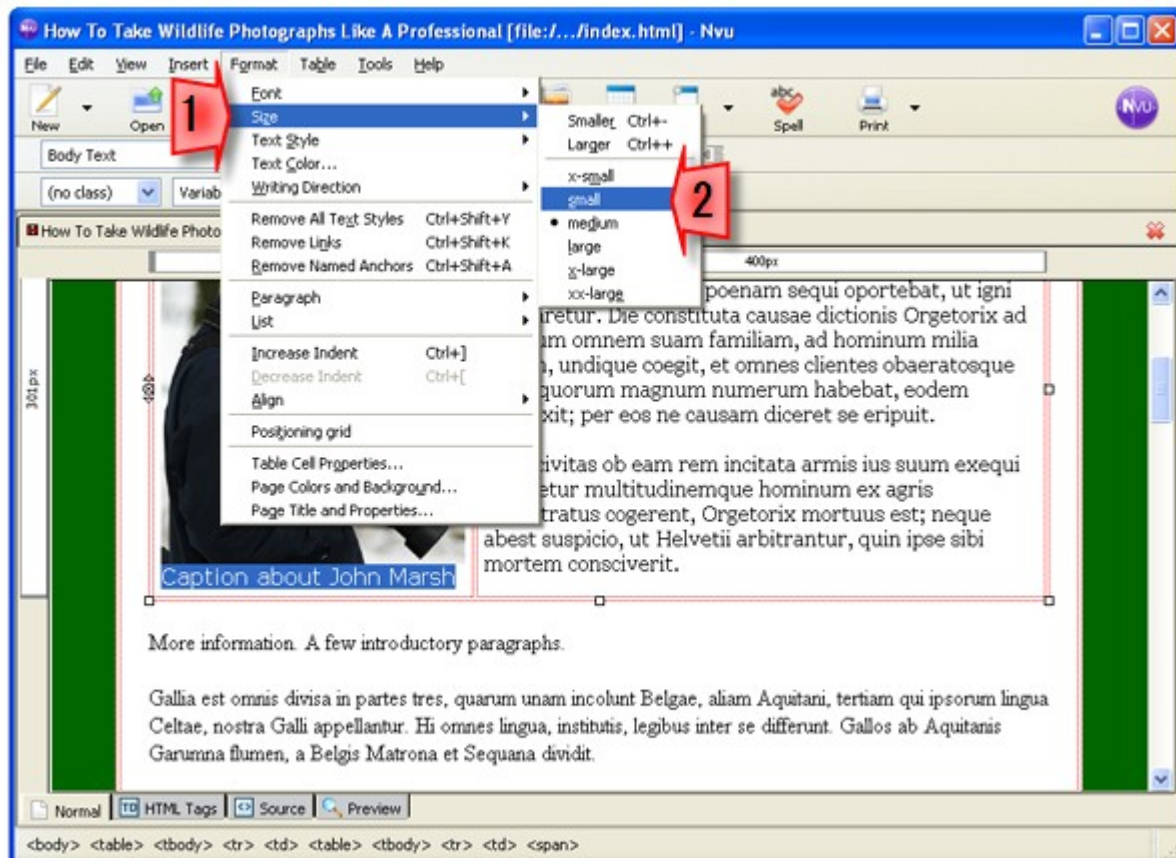 How To Take Wildlife Photographs Like A Professional [file:/.../index.html] - Nvu
File Edit View Insert Format Table Tools Help
New Open Spell Print
abc
NVU
1
Body Text
(no class) Variab
Font
Size
Text Style
Text Color...
Writing Direction
Remove All Text Styles Ctrl+Shift+Y
Remove Links Ctrl+Shift+K
Remove Named Anchors Ctrl+Shift+A
Paragraph
List
Increase Indent Ctrl+]
Decrease Indent Ctrl+[
Align
Positioning grid
Table Cell Properties...
Page Colors and Background...
Page Title and Properties...
Smaller Ctrl+-
Larger Ctrl++
x-small
small
medium
large
x-large
xx-large
2
How To Take Wildlife Photo
400px
301px
poenam sequi oportebat, ut igni
retur. Die constituta causae dictionis Orgetorix ad
m omnem suam familiam, ad hominum milia
, undique coegit, et omnes clientes obaeratosque
quorum magnum numerum habebat, eodem
xit; per eos ne causam diceret se eripuit.
ivitas ob eam rem incitata armis ius suum exequi
etur multitudinemque hominum ex agris
tratus cogerent, Orgetorix mortuus est; neque
abest suspicio, ut Helvetii arbitrantur, quin ipse sibi
mortem consciverit.
Caption about John Marsh
More information. A few introductory paragraphs.
Gallia est omnis divisa in partes tres, quarum unam incolunt Belgae, aliam Aquitani, tertiam qui ipsorum lingua
Celtae, nostra Galli appellantur. Hi omnes lingua, institutis, legibus inter se differunt. Gallos ab Aquitanis
Garumna flumen, a Belgis Matrona et Sequana dividit.
Normal TD HTML Tags Source Preview
<body> <table> <tbody> <tr> <td> <table> <tbody> <tr> <td> <span>